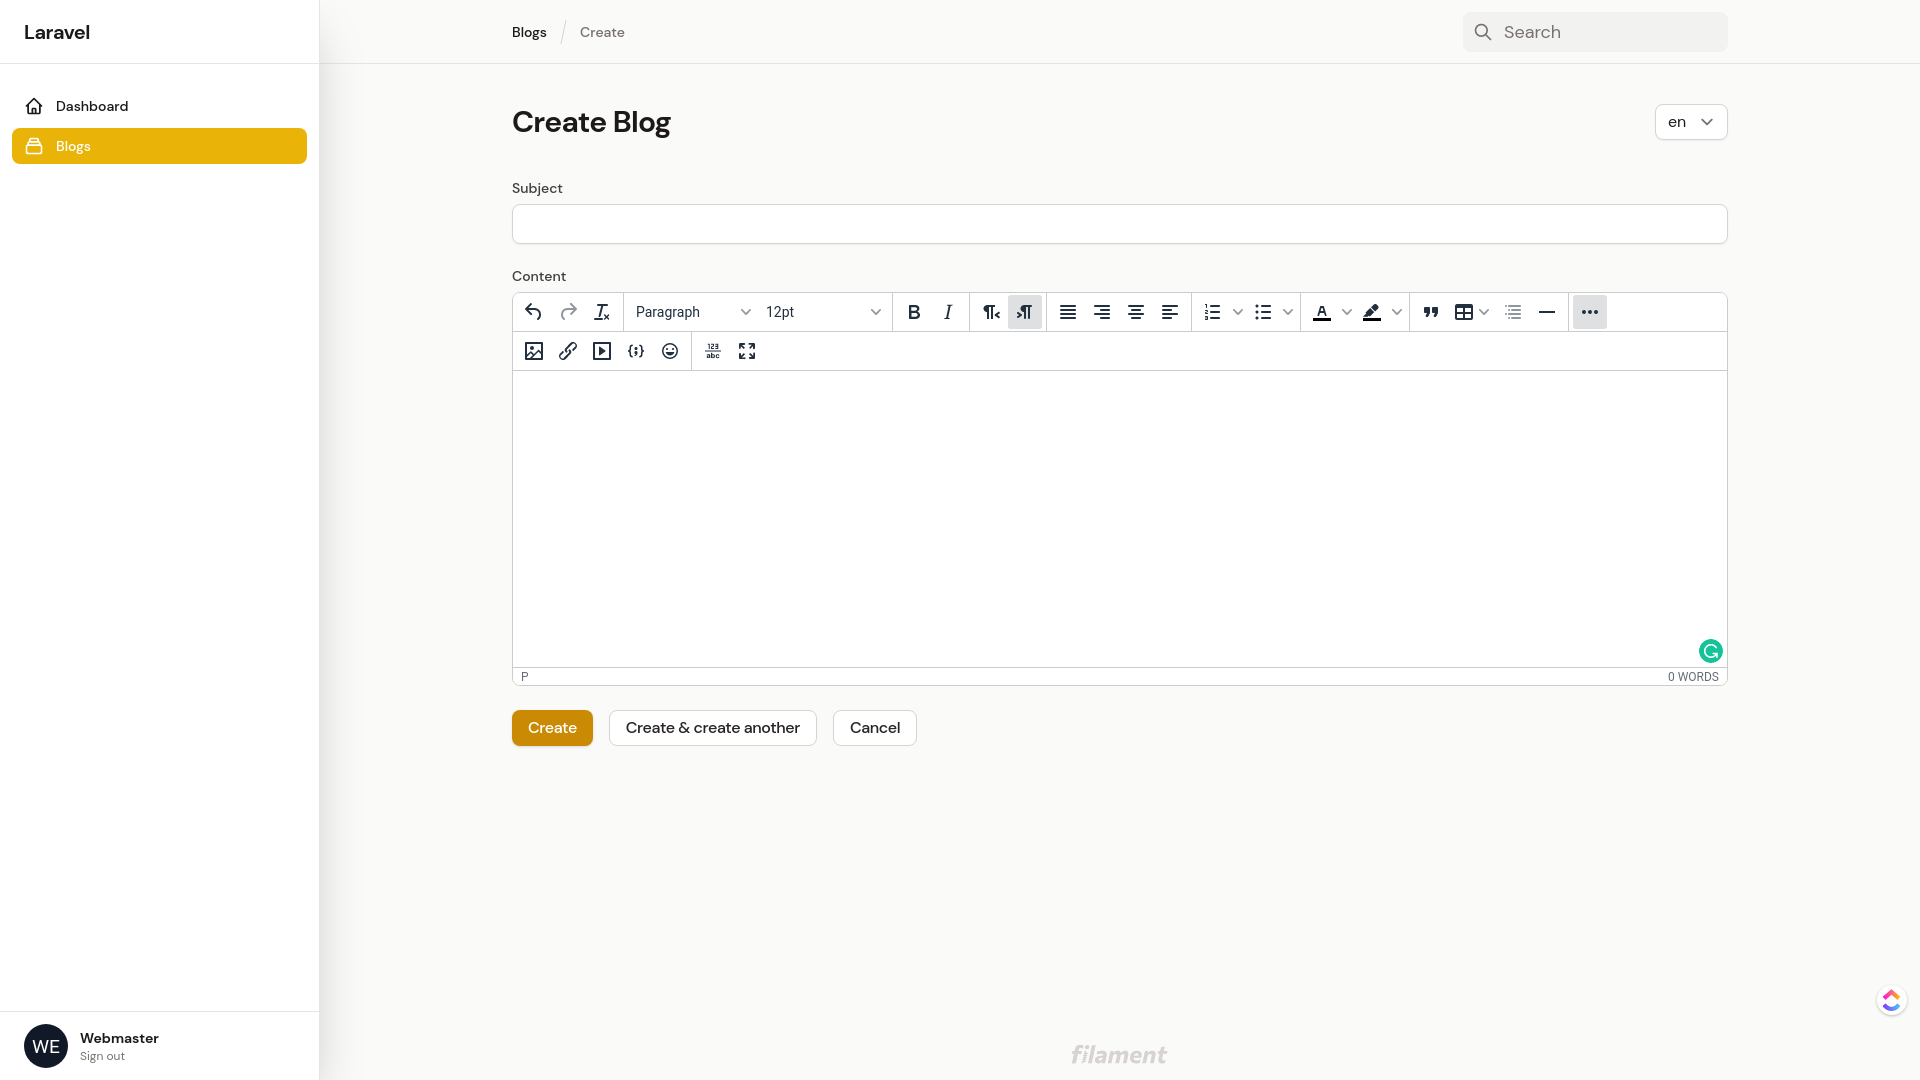 Laravel
Blogs
Create
Search
Dashboard
Blogs
Create Blog
en
Subject
Content
Paragraph
12pt
B
I
A
123
abc
P
0 WORDS
Create
Create & create another
Cancel
WE
Webmaster
Sign out
filament